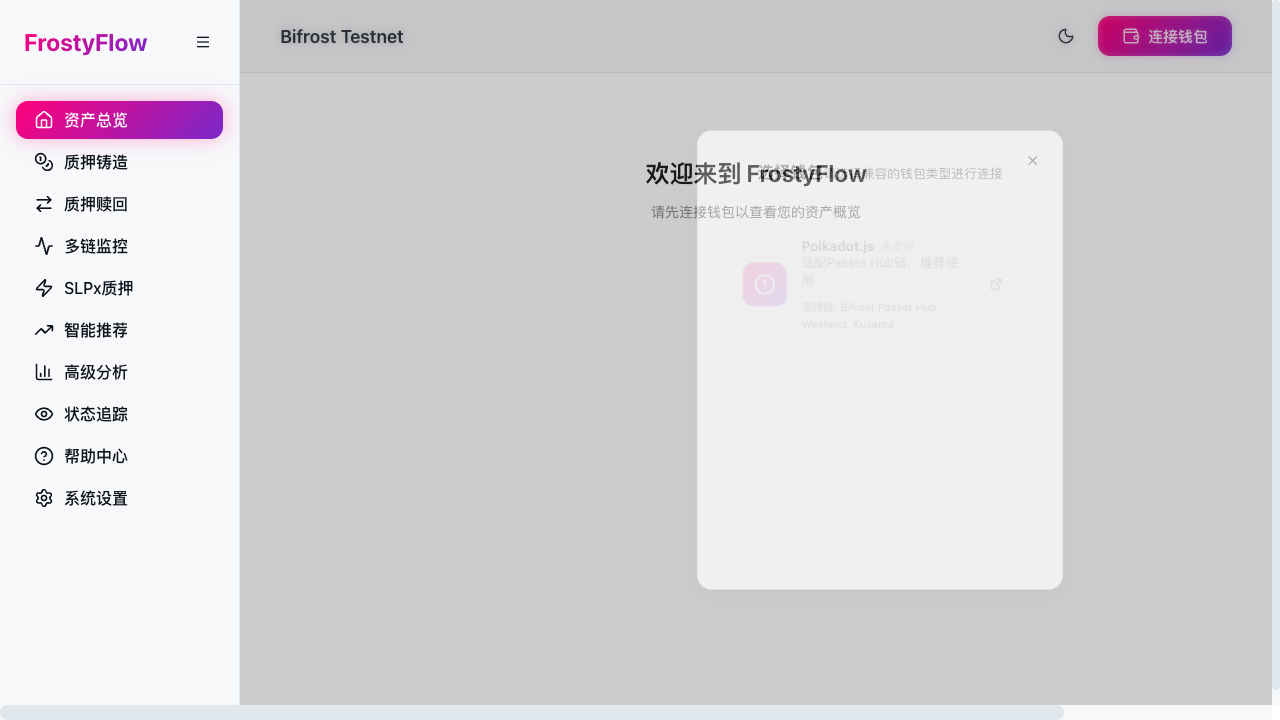 FrostyFlow
Bifrost Testnet
连接钱包
资产总览
质押铸造
质押赎回
多链监控
SLPx质押
智能推荐
高级分析
状态追踪
帮助中心
系统设置
欢迎来到 FrostyFlow
兼容的钱包类型进行连接
请先连接钱包以查看您的资产概览
Polkadot.js 未安装
适配Passet Hub链，推荐使
用
支持链: Bifrost Passet Hub,
Westend, Kusama